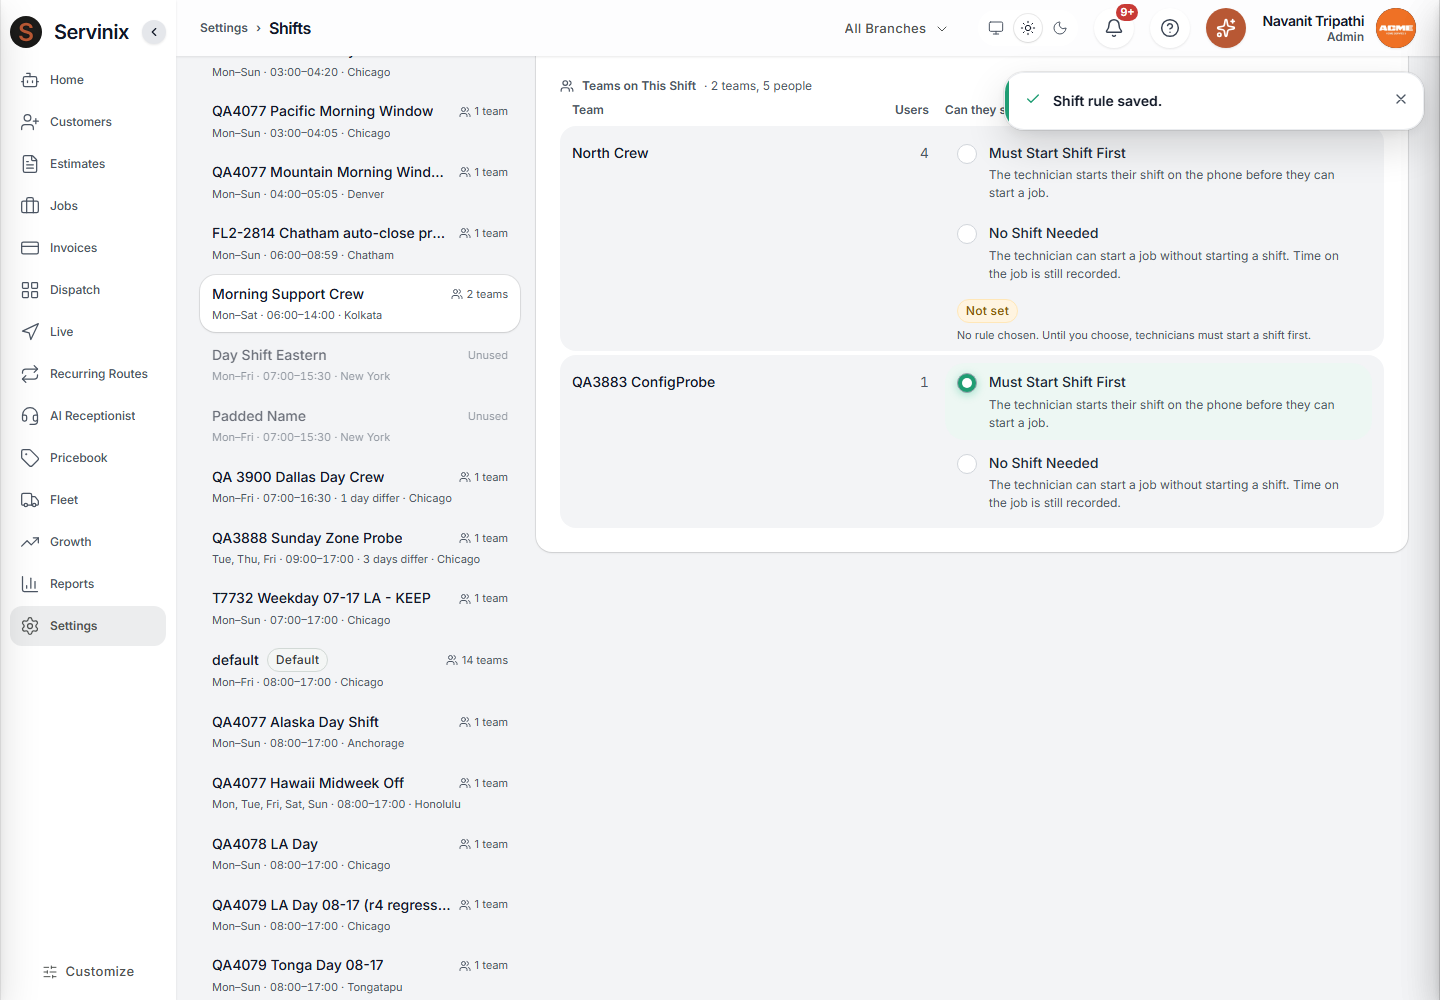 Servinix
Home
Customers
Estimates
Jobs
Invoices
Dispatch
Live
Recurring Routes
AI Receptionist
Pricebook
Fleet
Growth
Reports
Settings
Customize
Settings › Shifts
All Branches
9+
Navanit Tripathi
Admin
ACME
Mon–Sun · 03:00–04:20 · Chicago
QA4077 Pacific Morning Window
1 team
Mon–Sun · 03:00–04:05 · Chicago
QA4077 Mountain Morning Wind...
1 team
Mon–Sun · 04:00–05:05 · Denver
FL2-2814 Chatham auto-close pr...
1 team
Mon–Sun · 06:00–08:59 · Chatham
Morning Support Crew
2 teams
Mon–Sat · 06:00–14:00 · Kolkata
Day Shift Eastern
Unused
Mon–Fri · 07:00–15:30 · New York
Padded Name
Unused
Mon–Fri · 07:00–15:30 · New York
QA 3900 Dallas Day Crew
1 team
Mon–Fri · 07:00–16:30 · 1 day differ · Chicago
QA3888 Sunday Zone Probe
1 team
Tue, Thu, Fri · 09:00–17:00 · 3 days differ · Chicago
T7732 Weekday 07-17 LA - KEEP
1 team
Mon–Sun · 07:00–17:00 · Chicago
default Default
14 teams
Mon–Fri · 08:00–17:00 · Chicago
QA4077 Alaska Day Shift
1 team
Mon–Sun · 08:00–17:00 · Anchorage
QA4077 Hawaii Midweek Off
1 team
Mon, Tue, Fri, Sat, Sun · 08:00–17:00 · Honolulu
QA4078 LA Day
1 team
Mon–Sun · 08:00–17:00 · Chicago
QA4079 LA Day 08-17 (r4 regress...
1 team
Mon–Sun · 08:00–17:00 · Chicago
QA4079 Tonga Day 08-17
1 team
Mon–Sun · 08:00–17:00 · Tongatapu
Teams on This Shift · 2 teams, 5 people
Team
Users
Can they s
Shift rule saved.
North Crew
4
Must Start Shift First
The technician starts their shift on the phone before they can
start a job.
No Shift Needed
The technician can start a job without starting a shift. Time on
the job is still recorded.
Not set
No rule chosen. Until you choose, technicians must start a shift first.
QA3883 ConfigProbe
1
Must Start Shift First
The technician starts their shift on the phone before they can
start a job.
No Shift Needed
The technician can start a job without starting a shift. Time on
the job is still recorded.